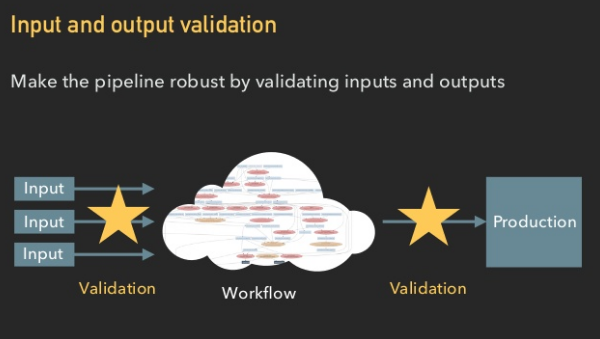 Input and output validation
Make the pipeline robust by validating inputs and outputs
Input
Input
Production
Input
Validation
Workflow
Validation